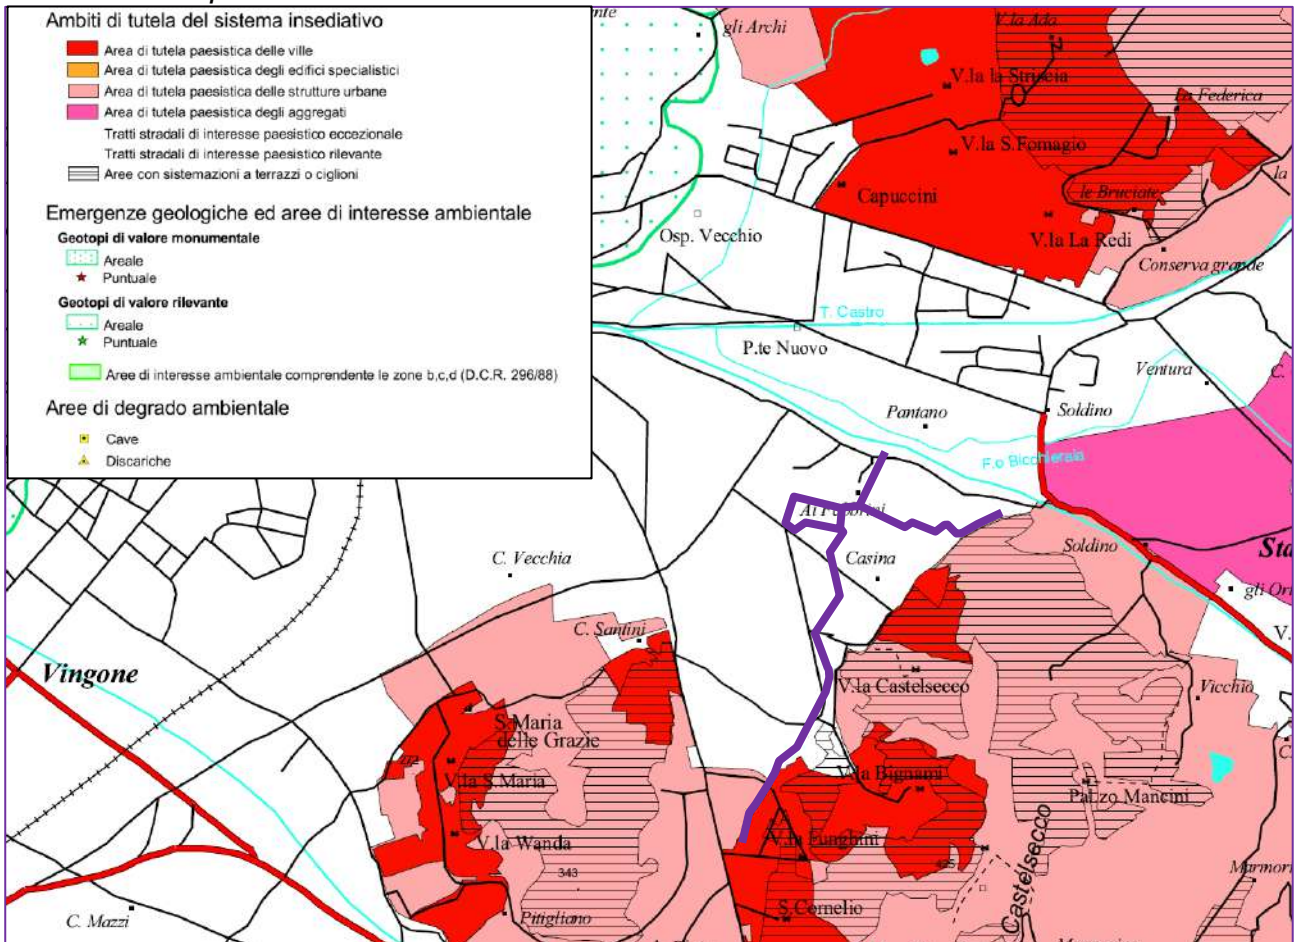 Ambiti di tutela del sistema insediativo
Area di tutela paesistica delle ville
Area di tutela paesistica degli edifici specialistici
Area di tutela paesistica delle strutture urbane
Area di tutela paesistica degli aggregati
Tratti stradali di interesse paesistico eccezionale
Tratti stradali di interesse paesistico rilevante
Aree con sistemazioni a terrazzi o ciglioni
Emergenze geologiche ed aree di interesse ambientale
Geotopi di valore monumentale
Areale
Puntuale
Geotopi di valore rilevante
Areale
Puntuale
Aree di interesse ambientale comprendente le zone b,c,d (D.C.R. 296/88)
Aree di degrado ambientale
Cave
Discariche
gli Archi
V.la Ada
V.la la Striscia
La Federica
V.la S.Fornagio
la
Capuccini
le Bruciate
Osp. Vecchio
V.la La Redi
Conserva grande
T. Castro
P.te Nuovo
Ventura
C.
Pantano
Soldino
F.o Bicchieraia
Ai Fabbrini
C. Vecchia
Casina
Soldino
Sta
gli Ori
C. Santini
V.
Vingone
V.la Castelsecco
Vicchio
S.Maria
delle Grazie
V.la S.Maria
V.la Bignami
Pal.zo Mancini
V.la Wanda
V.la Funghini
343
425
Castelsecco
Marmori
C. Mazzi
Pitigliano
S.Cornelio